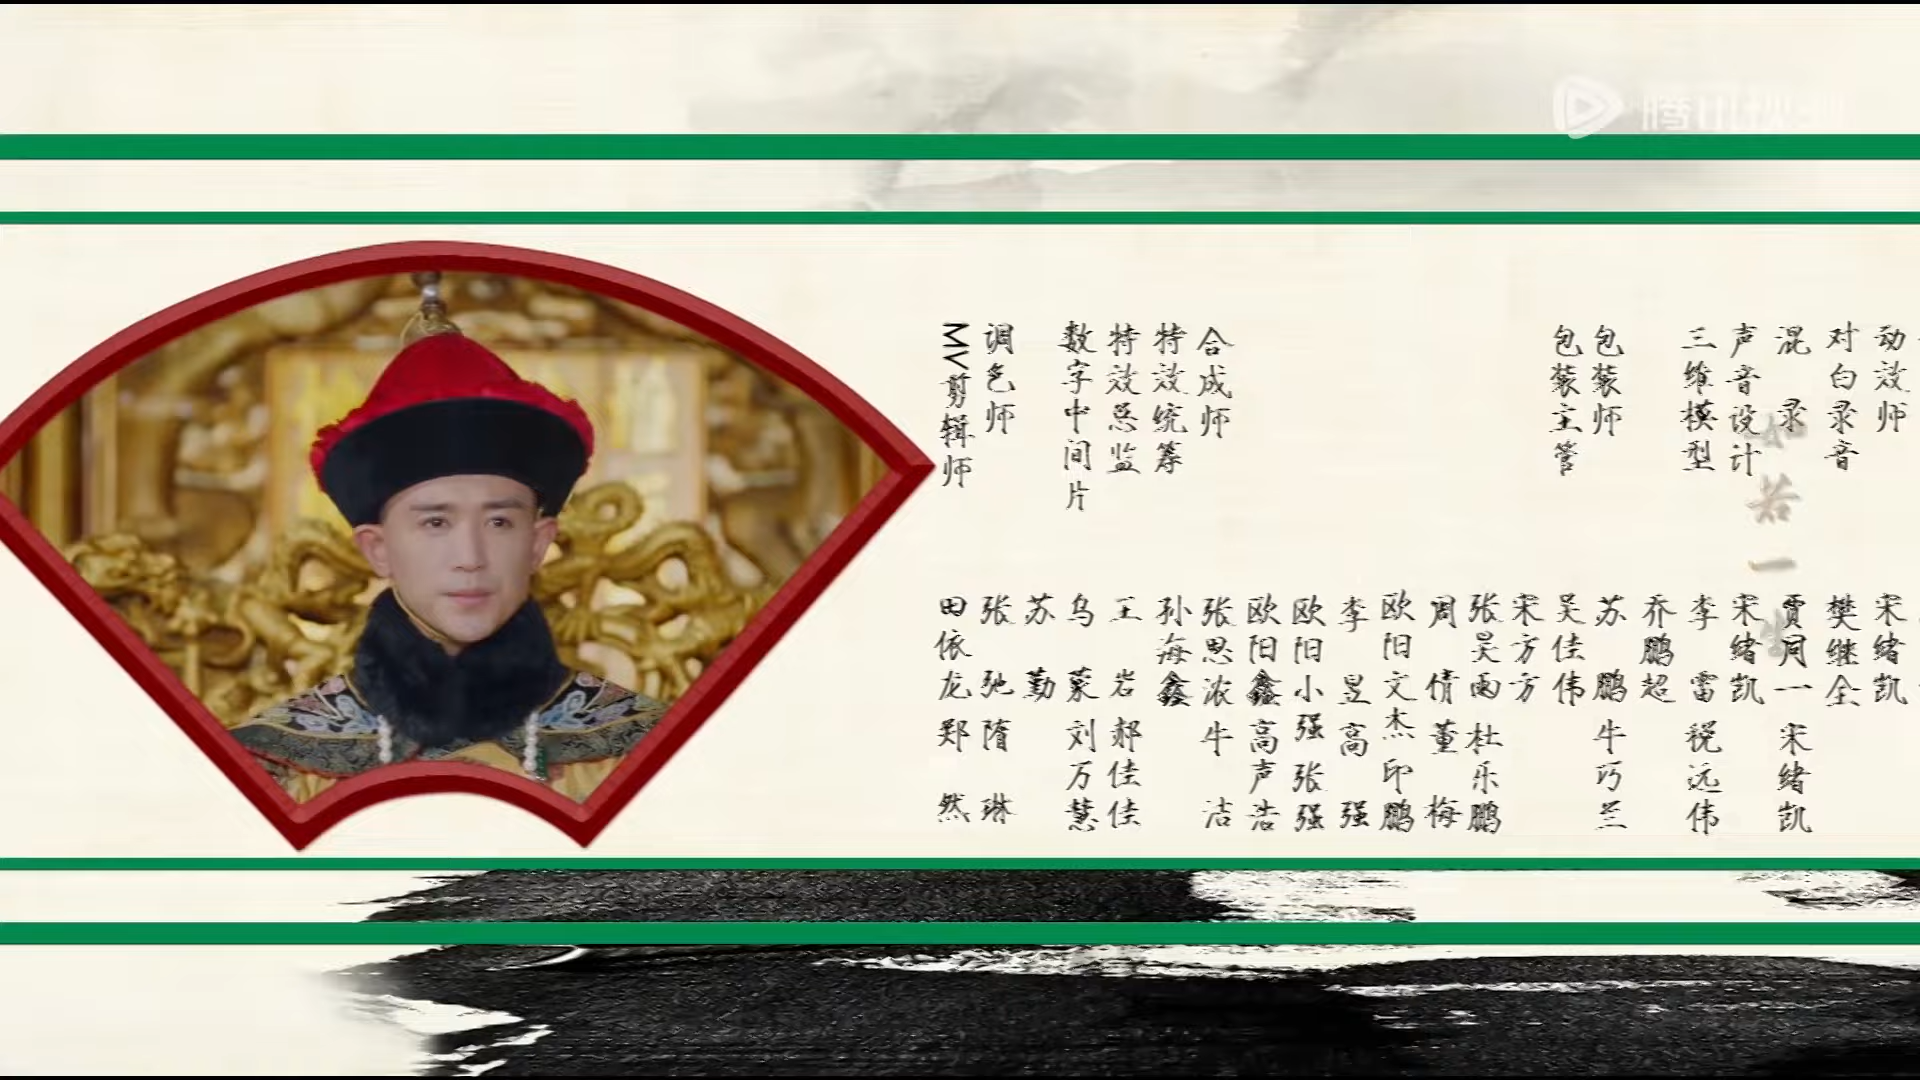 腾讯
动效师 宋绪凯
对白录音 樊继全
混录 贾同一 宋绪凯
声音设计 宋绪凯
如若一
三维模型 李雷 税远伟
乔鹏超
包装师 苏鹏 牛巧兰
包装主管 吴佳伟
宋方方
张昊雨 杜乐鹏
周倩 董梅
欧阳文杰 印鹏
李昱 高强
欧阳小强 张强
欧阳鑫 高声浩
合成师 张思浓 牛洁
特效统筹 孙海鑫
特效总监 王岩 郝佳佳
数字中间片 乌 刘万慧
苏勤
调色师 张弛 隋琳
MV剪辑师 田依龙 郑然